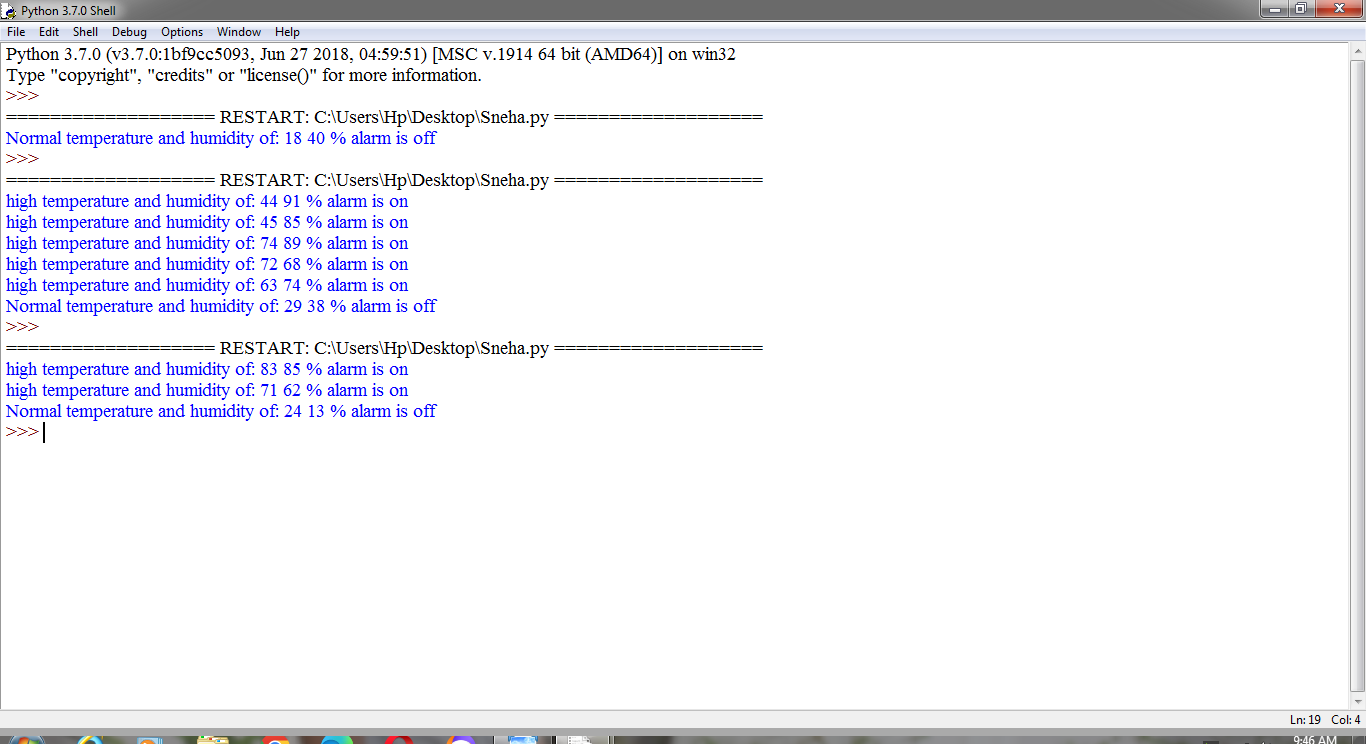 Python 3.7.0 Shell
File Edit Shell Debug Options Window Help
Python 3.7.0 (v3.7.0:1bf9cc5093, Jun 27 2018, 04:59:51) [MSC v.1914 64 bit (AMD64)] on win32
Type "copyright", "credits" or "license()" for more information.
>>>
=================== RESTART: C:\Users\Hp\Desktop\Sneha.py ===================
Normal temperature and humidity of: 18 40 % alarm is off
>>>
=================== RESTART: C:\Users\Hp\Desktop\Sneha.py ===================
high temperature and humidity of: 44 91 % alarm is on
high temperature and humidity of: 45 85 % alarm is on
high temperature and humidity of: 74 89 % alarm is on
high temperature and humidity of: 72 68 % alarm is on
high temperature and humidity of: 63 74 % alarm is on
Normal temperature and humidity of: 29 38 % alarm is off
>>>
=================== RESTART: C:\Users\Hp\Desktop\Sneha.py ===================
high temperature and humidity of: 83 85 % alarm is on
high temperature and humidity of: 71 62 % alarm is on
Normal temperature and humidity of: 24 13 % alarm is off
>>>
Ln: 19 Col: 4
9:46 AM